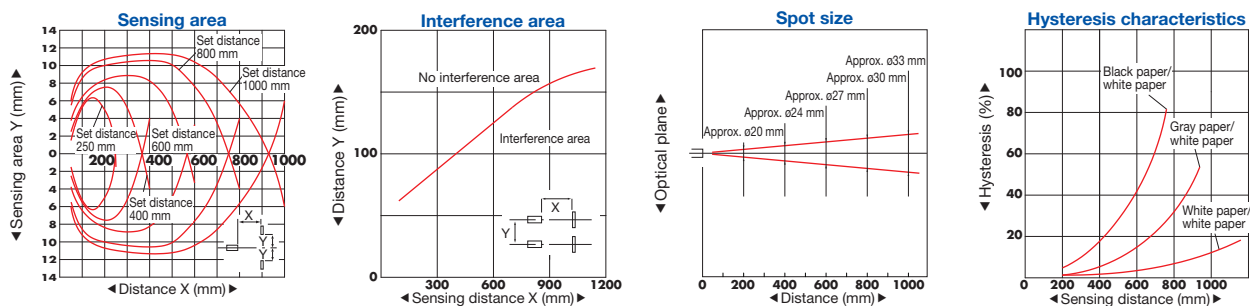 Sensing area
14
12
10
8
6
4
2
0
2
4
6
8
10
12
14
◄Sensing area Y (mm)►
Set distance
800 mm
Set distance
1000 mm
Set distance
250 mm
Set distance
600 mm
Set distance
400 mm
200 400 600 800 1000
X
Y
Y
◄Distance X (mm)►
Interference area
200
100
0
◄Distance Y (mm)►
No interference area
Interference area
X
Y
300 600 900 1200
◄Sensing distance X (mm)►
Spot size
◄Optical plane►
Approx. ø33 mm
Approx. ø30 mm
Approx. ø27 mm
Approx. ø24 mm
Approx. ø20 mm
0 200 400 600 800 1000
◄Distance (mm)►
Hysteresis characteristics
100
80
60
40
20
◄Hysteresis (%)►
Black paper/
white paper
Gray paper/
white paper
White paper/
white paper
0 200 400 600 800 1000
◄Sensing distance (mm)►